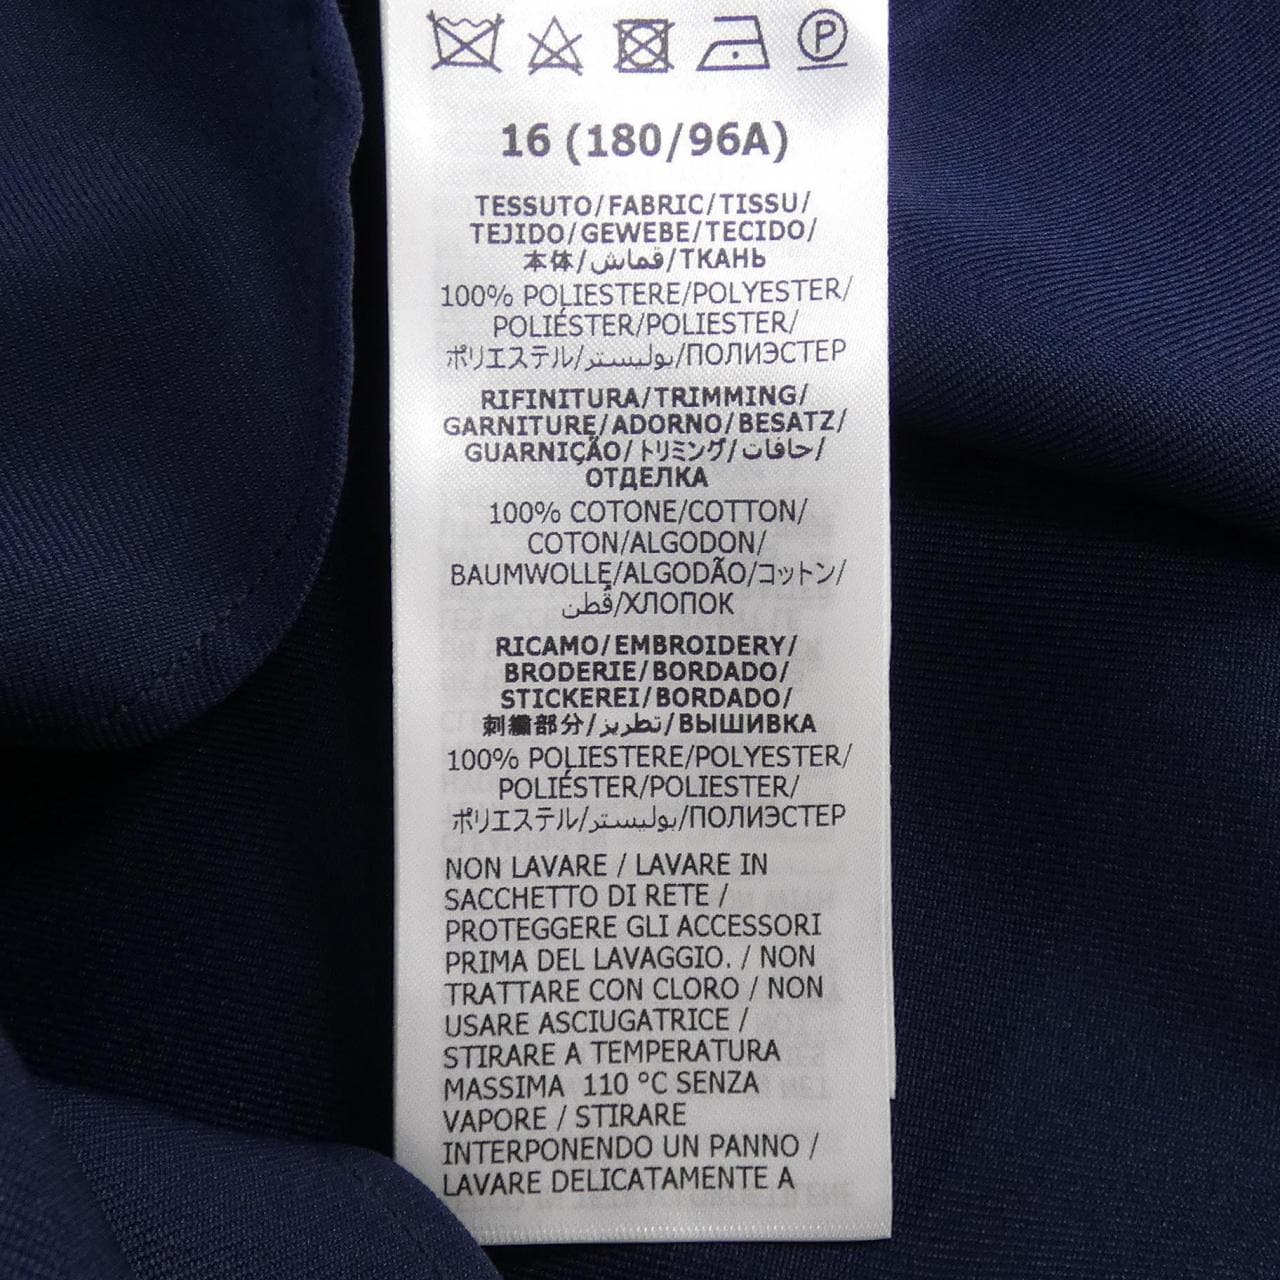 16 (180/96A)
TESSUTO/FABRIC/TISSU/
TEJIDO/GEWEBE/TECIDO/
本体/قماش/ТКАНЬ
100% POLIESTERE/POLYESTER/
POLIÉSTER/POLIESTER/
ポリエステル/بوليستر/ПОЛИЭСТЕР
RIFINITURA/TRIMMING/
GARNITURE/ADORNO/BESATZ/
GUARNIÇÃO/トリミング/حافات/
ОТДЕЛКА
100% COTONE/COTTON/
COTON/ALGODON/
BAUMWOLLE/ALGODÃO/コットン/
قُطن/ХЛОПОК
RICAMO/EMBROIDERY/
BRODERIE/BORDADO/
STICKEREI/BORDADO/
刺繍部分/تطريز/ВЫШИВКА
100% POLIESTERE/POLYESTER/
POLIÉSTER/POLIESTER/
ポリエステル/بوليستر/ПОЛИЭСТЕР
NON LAVARE / LAVARE IN
SACCHETTO DI RETE /
PROTEGGERE GLI ACCESSORI
PRIMA DEL LAVAGGIO. / NON
TRATTARE CON CLORO / NON
USARE ASCIUGATRICE /
STIRARE A TEMPERATURA
MASSIMA 110 °C SENZA
VAPORE / STIRARE
INTERPONENDO UN PANNO /
LAVARE DELICATAMENTE A